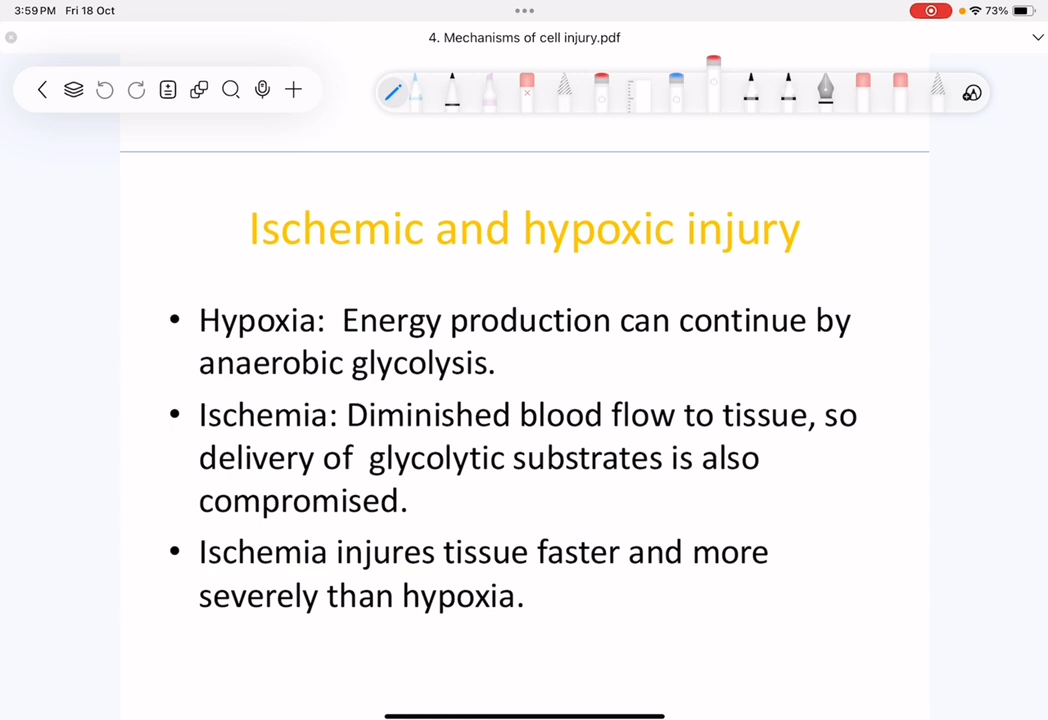 3:59 PM Fri 18 Oct
73%
4. Mechanisms of cell injury.pdf
Ischemic and hypoxic injury
• Hypoxia: Energy production can continue by
anaerobic glycolysis.
• Ischemia: Diminished blood flow to tissue, so
delivery of glycolytic substrates is also
compromised.
• Ischemia injures tissue faster and more
severely than hypoxia.